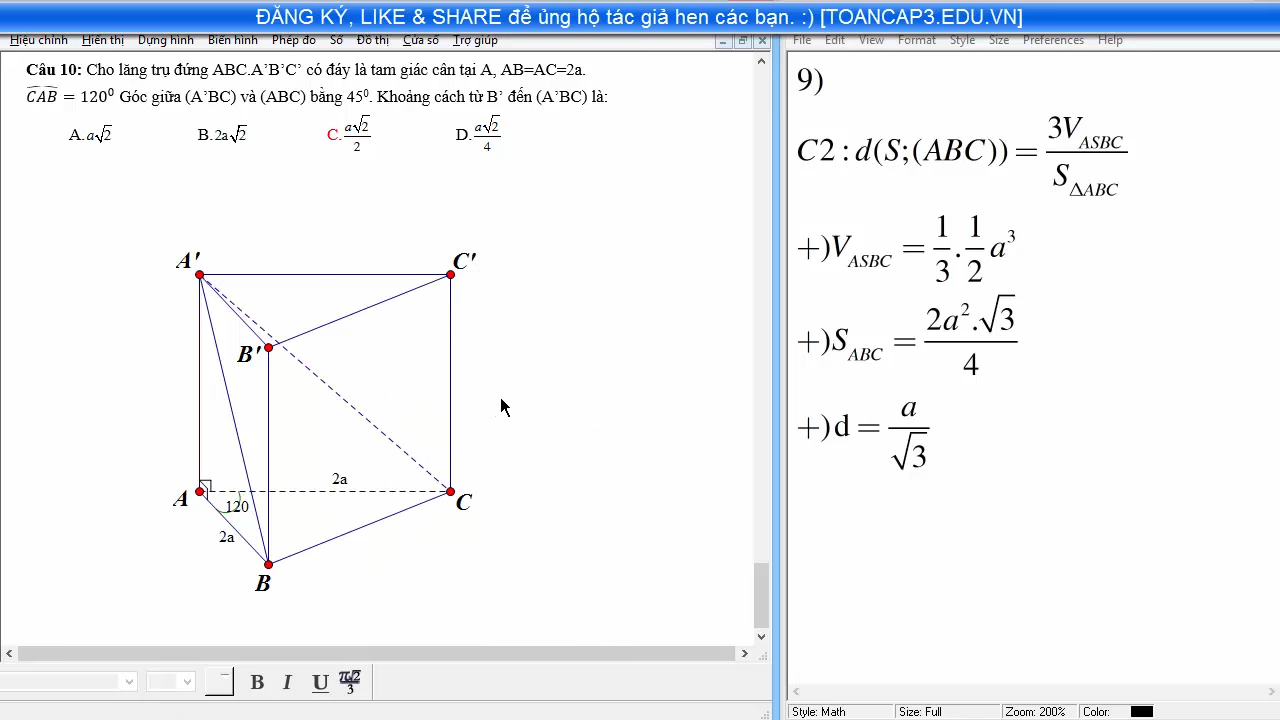 ĐĂNG KÝ, LIKE & SHARE để ủng hộ tác giả hen các bạn. :) [TOANCAP3.EDU.VN]
Hiệu chỉnh Hiển thị Dựng hình Biến hình Phép đo Số Đồ thị Cửa sổ Trợ giúp
File Edit View Format Style Size Preferences Help
Câu 10: Cho lăng trụ đứng ABC.A’B’C’ có đáy là tam giác cân tại A, AB=AC=2a.
CAB = 120⁰ Góc giữa (A’BC) và (ABC) bằng 45⁰. Khoảng cách từ B’ đến (A’BC) là:
A. a√2 B. 2a√2 C. a√2/2 D. a√2/4
A'
C'
B'
2a
A
120
C
2a
B
9)
C2 : d(S;(ABC)) = 3V_ASBC / S_ΔABC
+)V_ASBC = 1/3 . 1/2 a³
+)S_ABC = 2a².√3 / 4
+)d = a/√3
B I U π√2/3
Style: Math Size: Full Zoom: 200% Color: